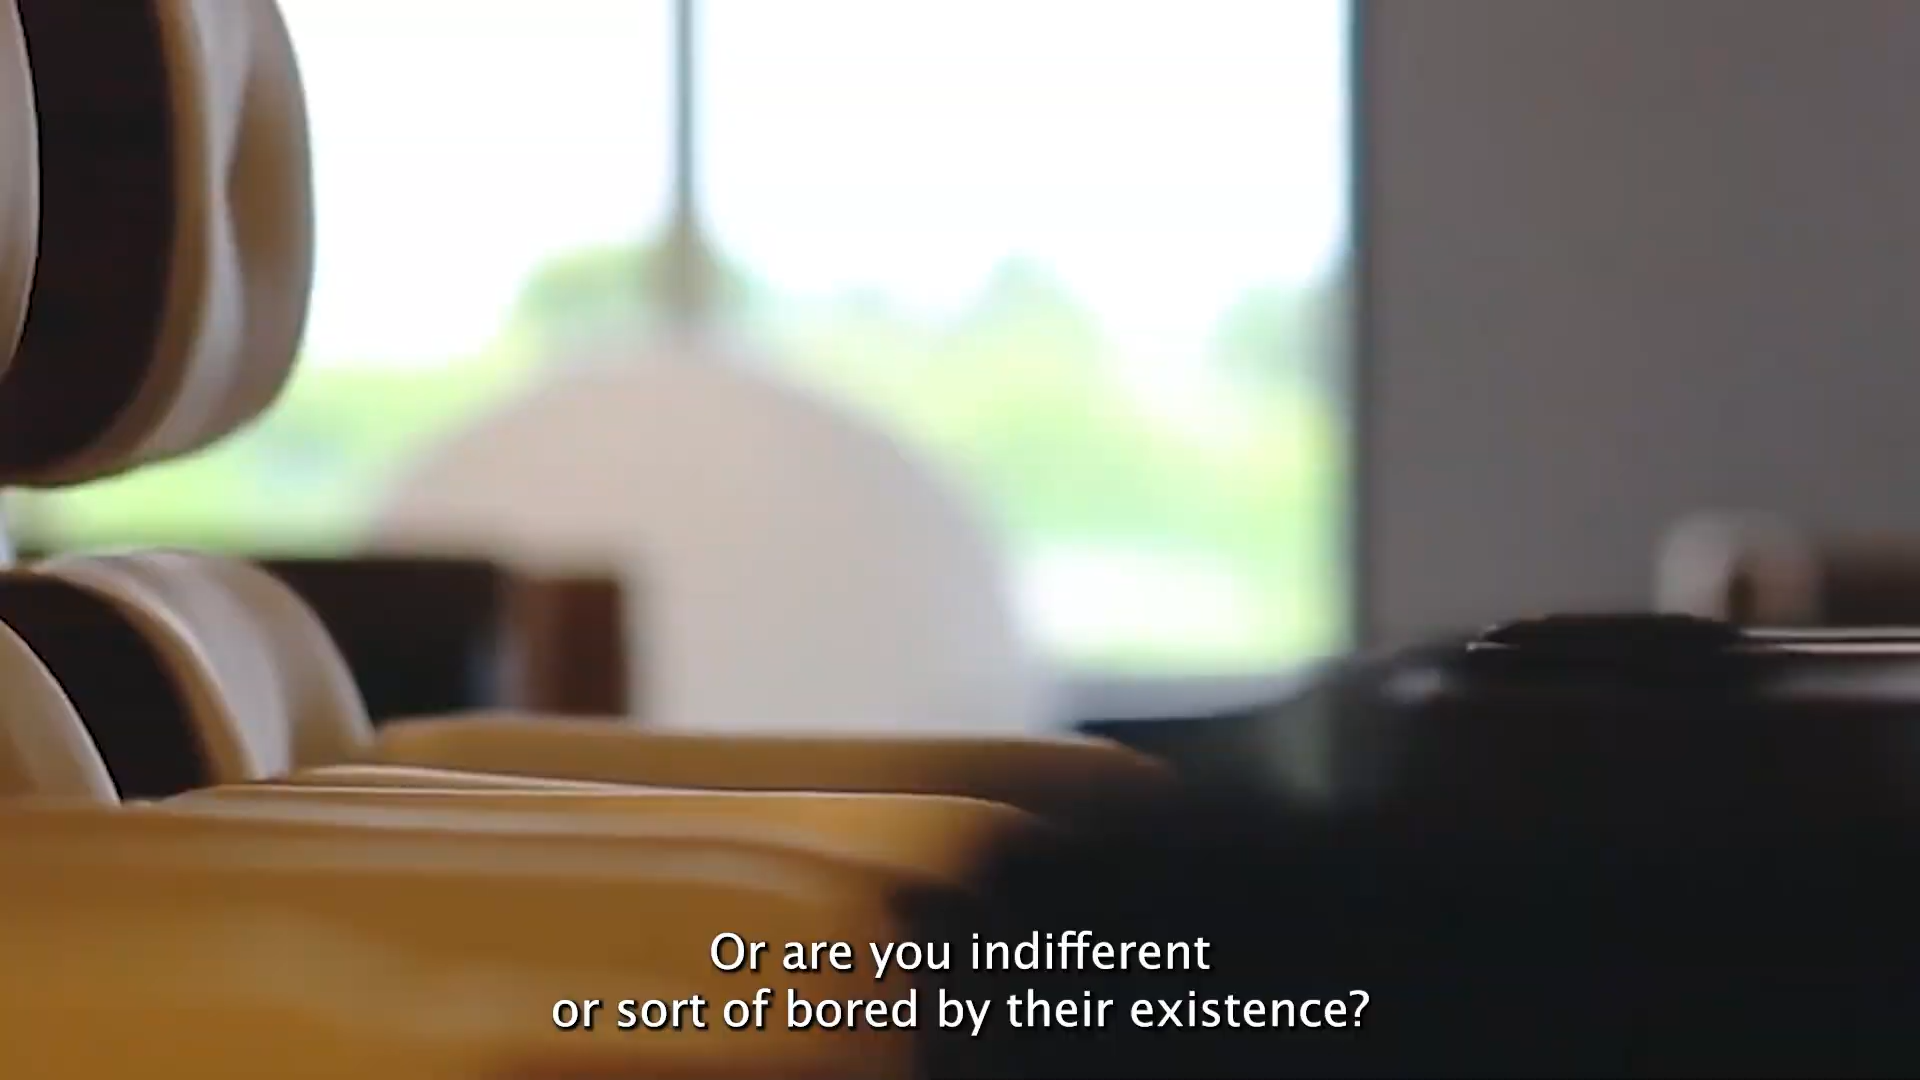 Or are you indifferent
or sort of bored by their existence?